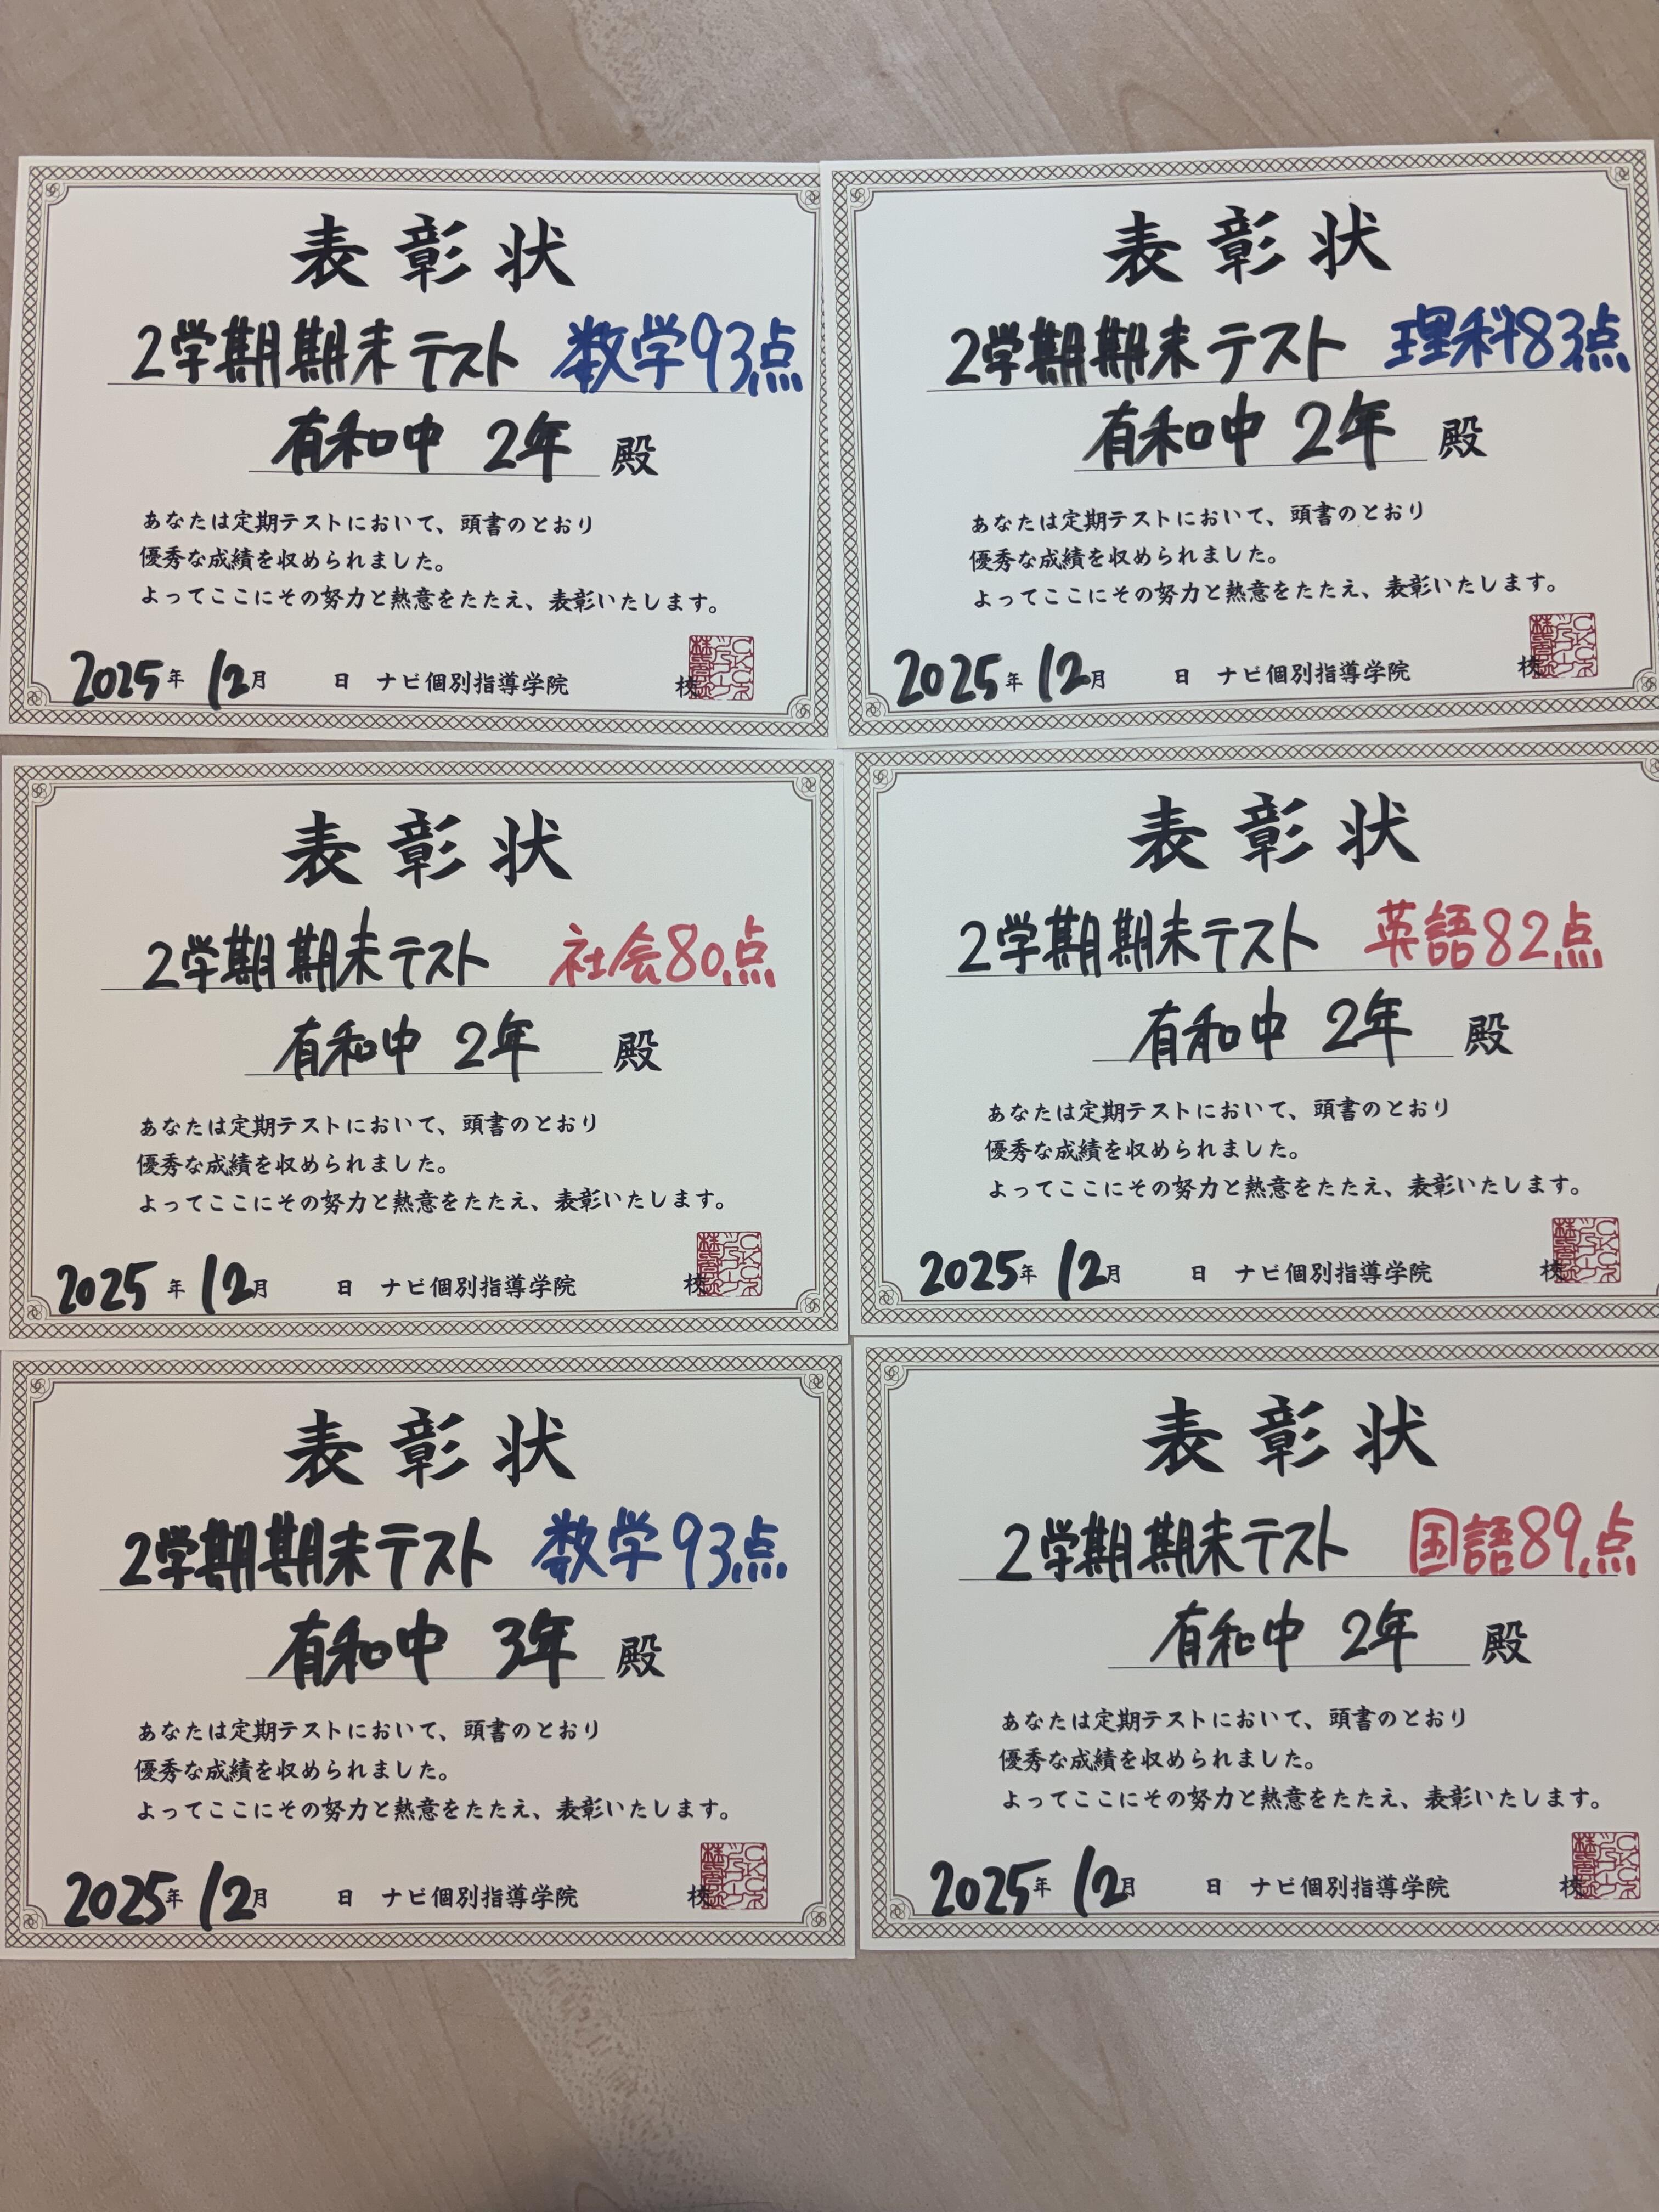 表彰状
2学期期末テスト 数学93点
有和中 2年 殿
あなたは定期テストにおいて、頭書のとおり
優秀な成績を収められました。
よってここにその努力と熱意をたたえ、表彰いたします。
2025年 12月 日 ナビ個別指導学院 校
表彰状
2学期期末テスト 理科83点
有和中 2年 殿
あなたは定期テストにおいて、頭書のとおり
優秀な成績を収められました。
よってここにその努力と熱意をたたえ、表彰いたします。
2025年 12月 日 ナビ個別指導学院 校
表彰状
2学期期末テスト 社会80点
有和中 2年 殿
あなたは定期テストにおいて、頭書のとおり
優秀な成績を収められました。
よってここにその努力と熱意をたたえ、表彰いたします。
2025年 12月 日 ナビ個別指導学院 校
表彰状
2学期期末テスト 英語82点
有和中 2年 殿
あなたは定期テストにおいて、頭書のとおり
優秀な成績を収められました。
よってここにその努力と熱意をたたえ、表彰いたします。
2025年 12月 日 ナビ個別指導学院 校
表彰状
2学期期末テスト 数学93点
有和中 3年 殿
あなたは定期テストにおいて、頭書のとおり
優秀な成績を収められました。
よってここにその努力と熱意をたたえ、表彰いたします。
2025年 12月 日 ナビ個別指導学院 校
表彰状
2学期期末テスト 国語89点
有和中 2年 殿
あなたは定期テストにおいて、頭書のとおり
優秀な成績を収められました。
よってここにその努力と熱意をたたえ、表彰いたします。
2025年 12月 日 ナビ個別指導学院 校